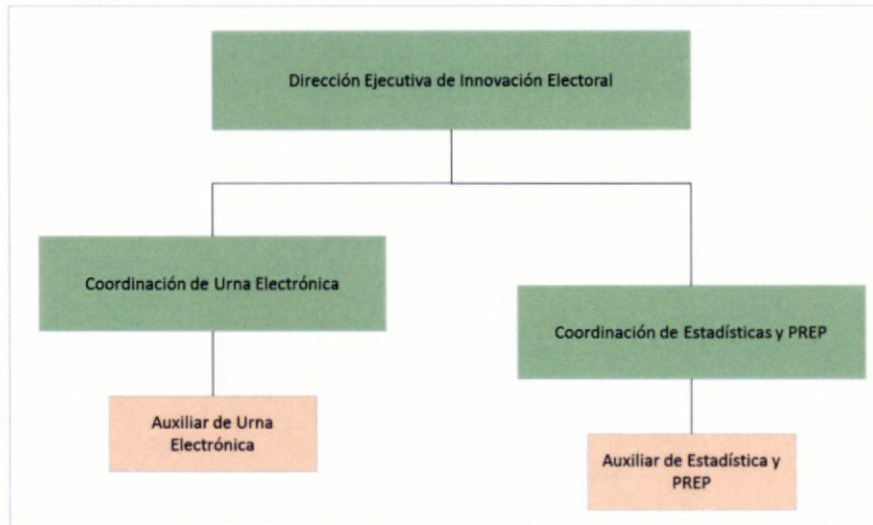 Dirección Ejecutiva de Innovación Electoral
Coordinación de Urna Electrónica
Coordinación de Estadísticas y PREP
Auxiliar de Urna
Electrónica
Auxiliar de Estadística y
PREP